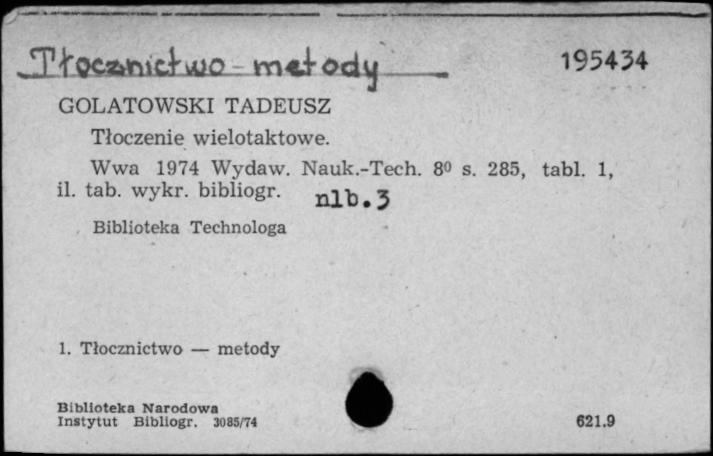 Tłocznictwo - metody 195434
GOLATOWSKI TADEUSZ
Tłoczenie wielotaktowe.
Wwa 1974 Wydaw. Nauk.-Tech. 8⁰ s. 285, tabl. 1,
il. tab. wykr. bibliogr. nlb.3
Biblioteka Technologa
1. Tłocznictwo — metody
Biblioteka Narodowa
Instytut Bibliogr. 3085/74 621.9